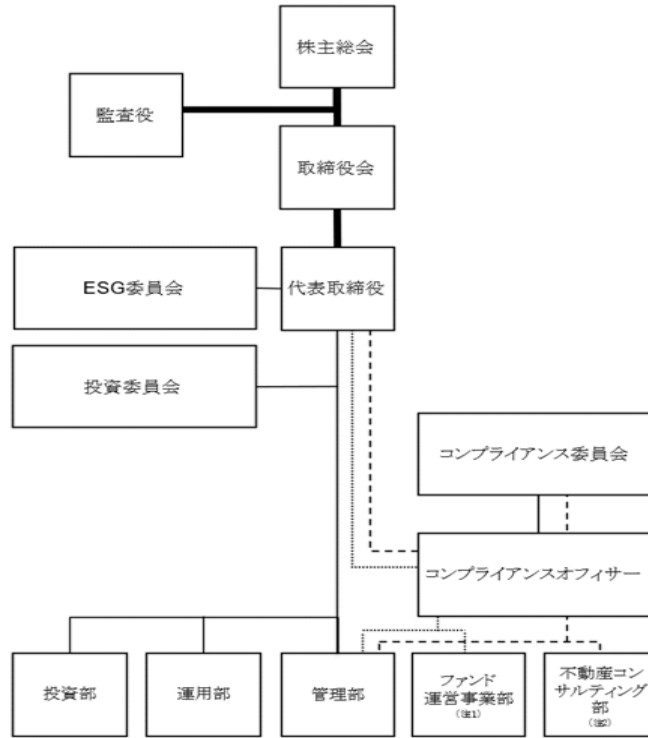 株主総会
監査役
取締役会
ESG委員会
代表取締役
投資委員会
コンプライアンス委員会
コンプライアンスオフィサー
投資部
運用部
管理部
ファンド
運営事業部
(注1)
不動産コン
サルティング
部
(注2)